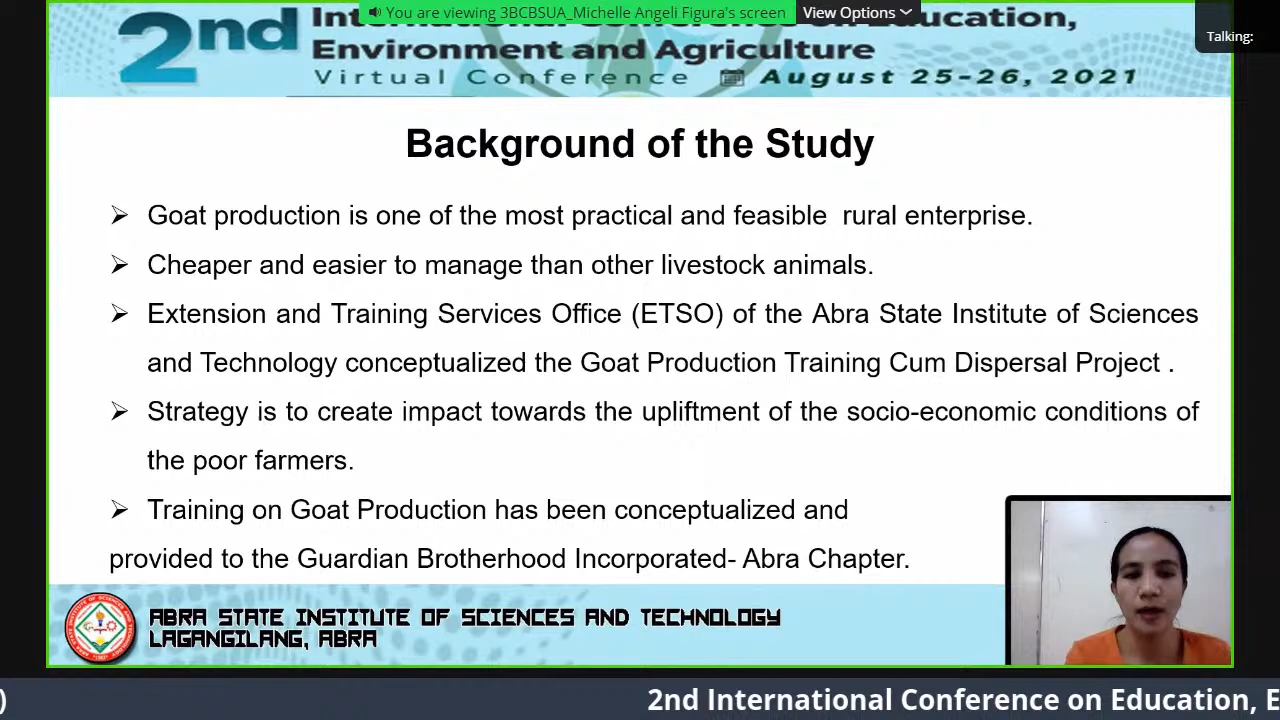 You are viewing 3BCBSUA_Michelle Angeli Figura's screen
View Options
Talking:
2nd
Environment and Agriculture
Virtual Conference August 25-26, 2021
Background of the Study
➢ Goat production is one of the most practical and feasible rural enterprise.
➢ Cheaper and easier to manage than other livestock animals.
➢ Extension and Training Services Office (ETSO) of the Abra State Institute of Sciences
and Technology conceptualized the Goat Production Training Cum Dispersal Project .
➢ Strategy is to create impact towards the upliftment of the socio-economic conditions of
the poor farmers.
➢ Training on Goat Production has been conceptualized and
provided to the Guardian Brotherhood Incorporated- Abra Chapter.
ABRA STATE INSTITUTE OF SCIENCES AND TECHNOLOGY
LAGANGILANG, ABRA
) 2nd International Conference on Education, E